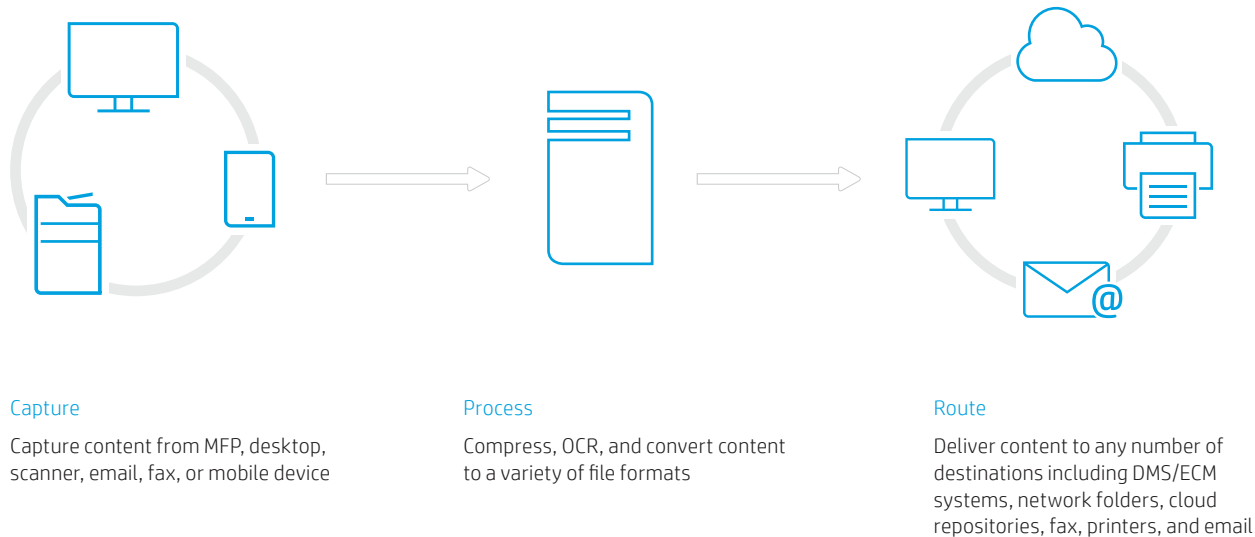 @
Capture
Capture content from MFP, desktop,
scanner, email, fax, or mobile device
Process
Compress, OCR, and convert content
to a variety of file formats
Route
Deliver content to any number of
destinations including DMS/ECM
systems, network folders, cloud
repositories, fax, printers, and email